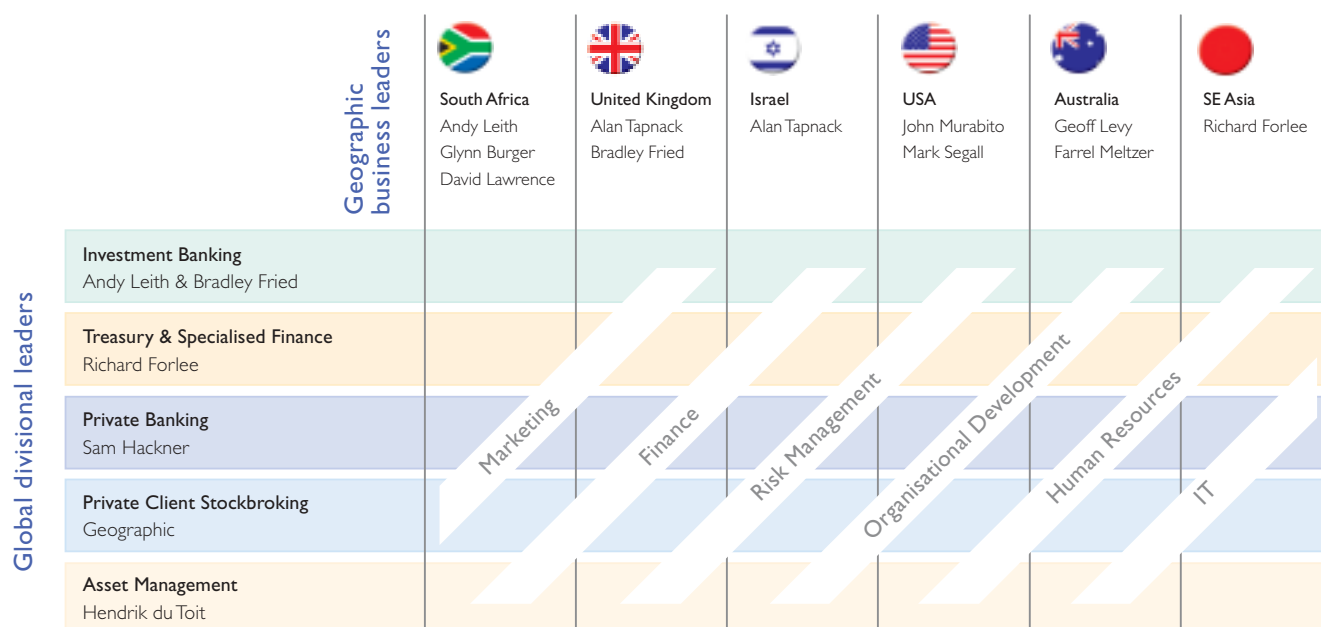 Geographic
business leaders
South Africa
Andy Leith
Glynn Burger
David Lawrence
United Kingdom
Alan Tapnack
Bradley Fried
Israel
Alan Tapnack
USA
John Murabito
Mark Segall
Australia
Geoff Levy
Farrel Meltzer
SE Asia
Richard Forlee
Global divisional leaders
Investment Banking
Andy Leith & Bradley Fried
Treasury & Specialised Finance
Richard Forlee
Private Banking
Sam Hackner
Private Client Stockbroking
Geographic
Asset Management
Hendrik du Toit
Marketing
Finance
Risk Management
Organisational Development
Human Resources
IT